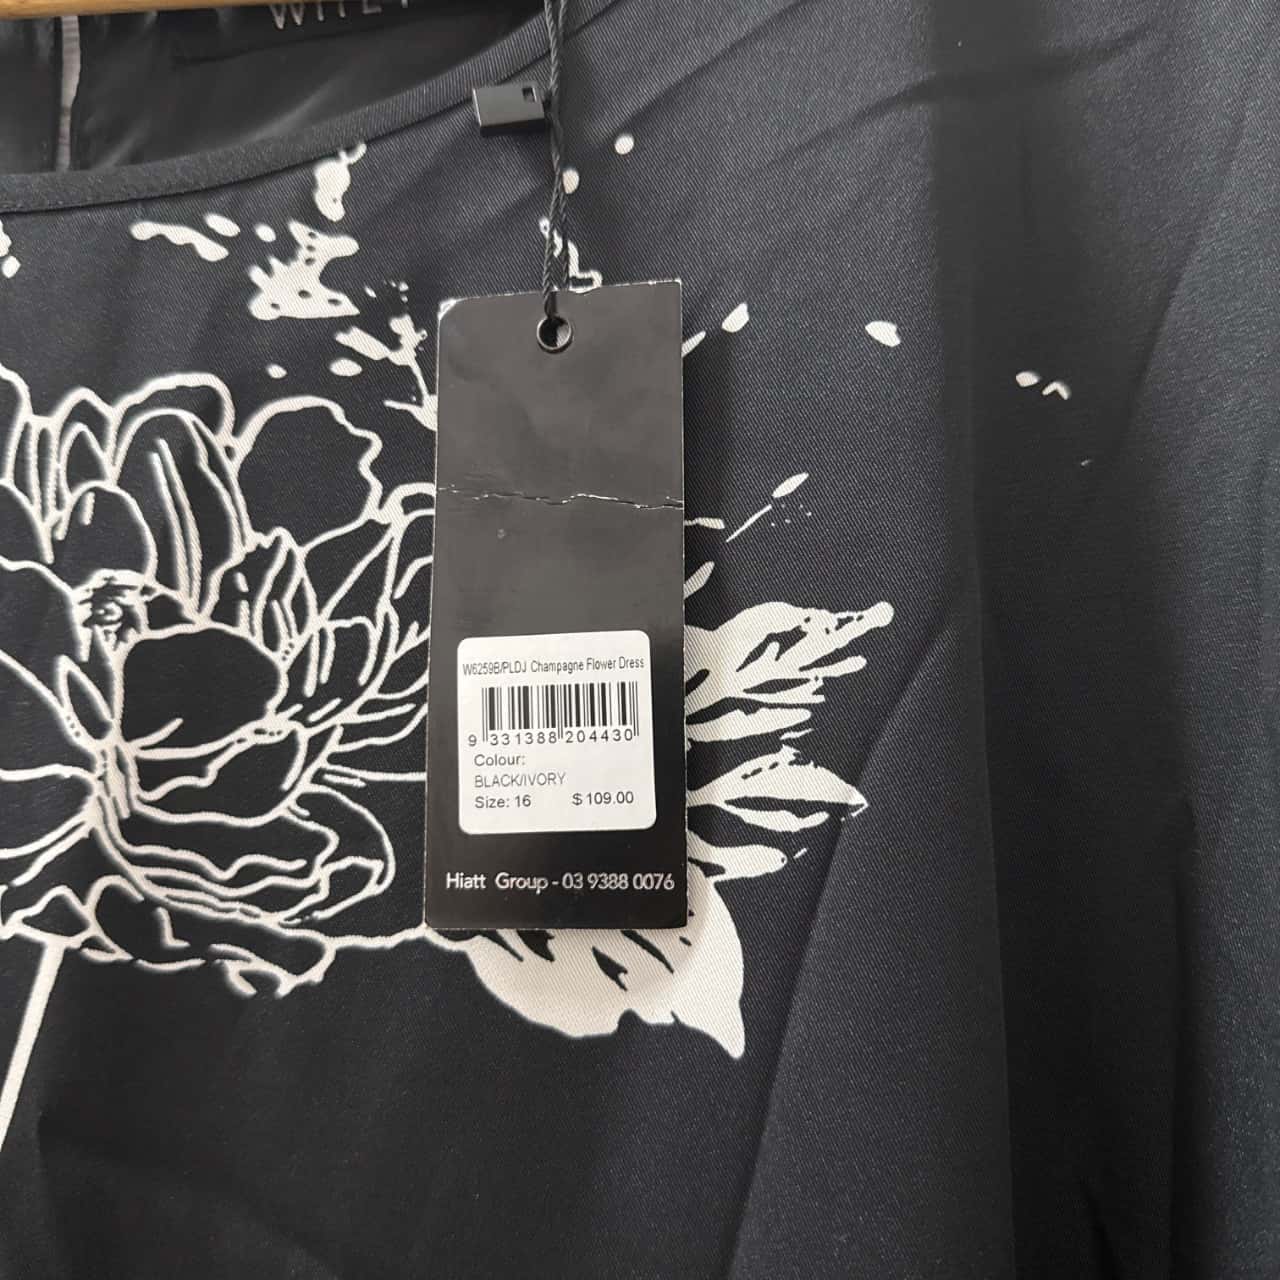 W6259B/PLDJ Champagne Flower Dress
9 331388 204430
Colour:
BLACK/IVORY
Size: 16 $109.00
Hiatt Group - 03 9388 0076